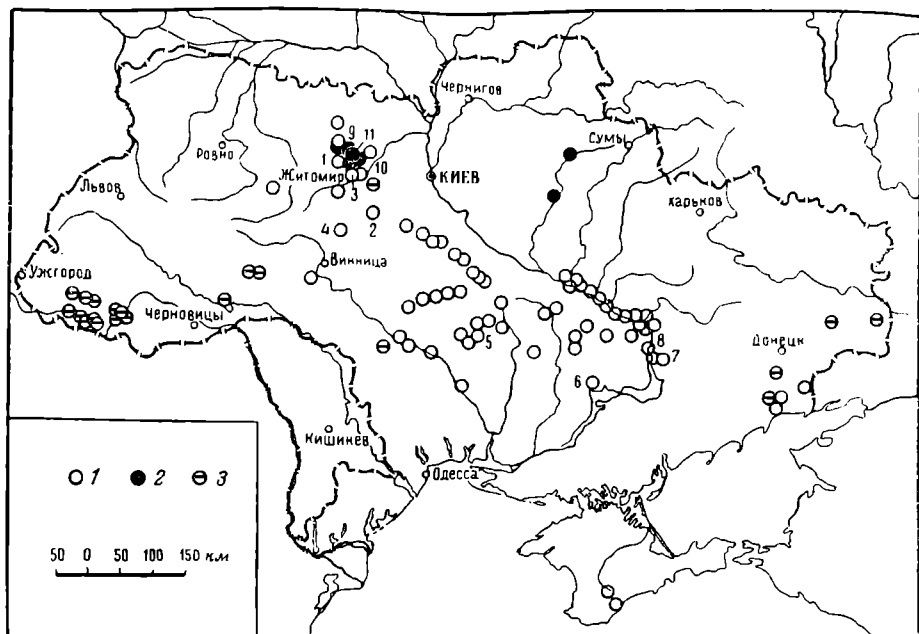 Чернигов
Сумы
9
11
Ровно
1
Житомир
10
КИЕВ
3
Львов
Харьков
2
4
Винница
Ужгород
Черновицы
5
8
7
Донецк
6
Кишинев
Одесса
1 2 3
50 0 50 100 150 км